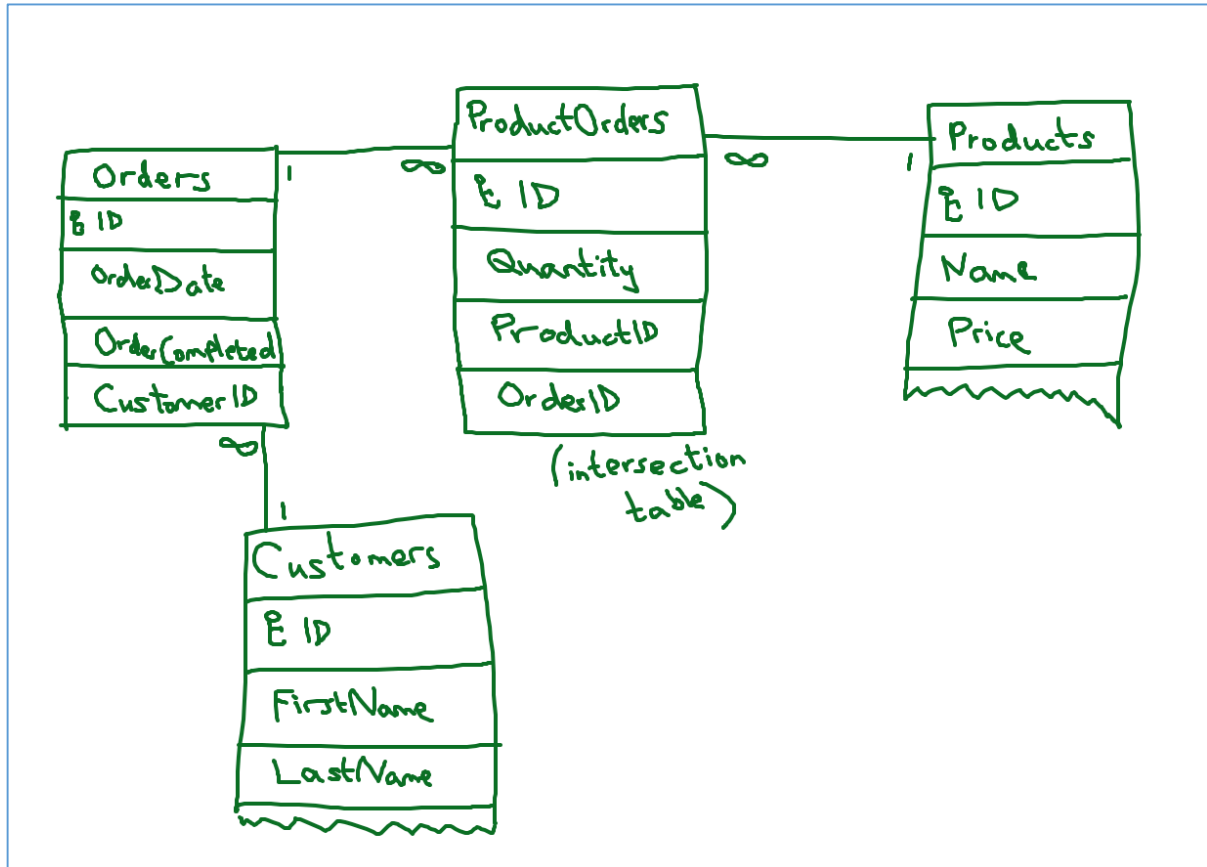 Orders
ID
OrderDate
OrderCompleted
CustomerID
1
∞
ProductOrders
ID
Quantity
ProductID
OrderID
(intersection
table)
∞
1
Products
ID
Name
Price
∞
1
Customers
ID
FirstName
LastName